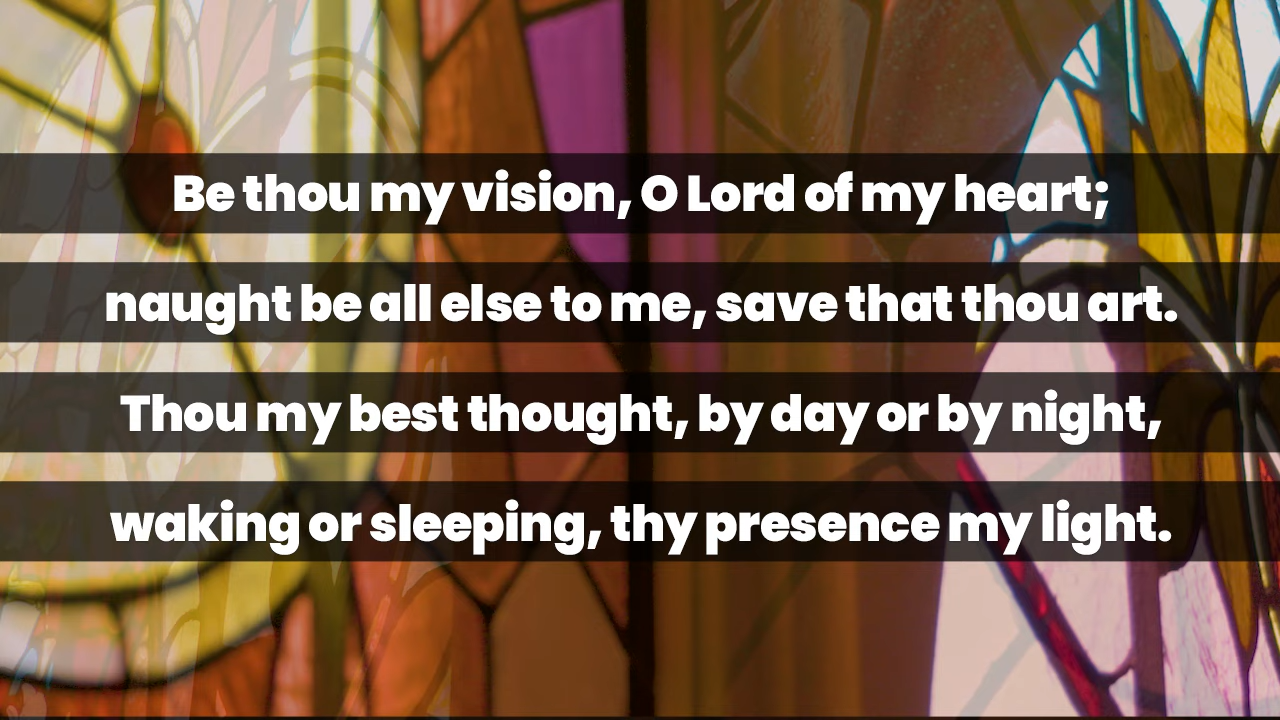 Be thou my vision, O Lord of my heart;
naught be all else to me, save that thou art.
Thou my best thought, by day or by night,
waking or sleeping, thy presence my light.